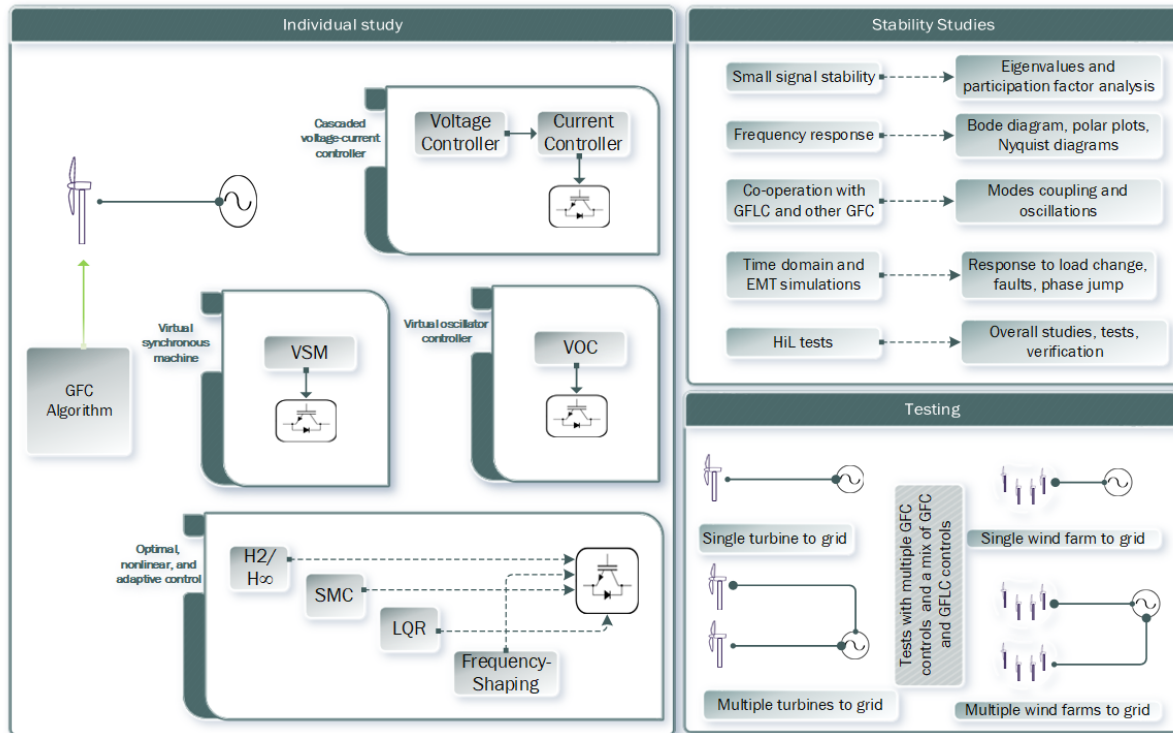 Individual study
Cascaded
voltage-current
controller
Voltage
Controller
Current
Controller
Virtual
synchronous
machine
VSM
Virtual oscillator
controller
VOC
GFC
Algorithm
Optimal,
nonlinear, and
adaptive control
H2/
H∞
SMC
LQR
Frequency-
Shaping
Stability Studies
Small signal stability
Eigenvalues and
participation factor analysis
Frequency response
Bode diagram, polar plots,
Nyquist diagrams
Co-operation with
GFLC and other GFC
Modes coupling and
oscillations
Time domain and
EMT simulations
Response to load change,
faults, phase jump
HiL tests
Overall studies, tests,
verification
Testing
Single turbine to grid
Multiple turbines to grid
Tests with multiple GFC
controls and a mix of GFC
and GFLC controls
Single wind farm to grid
Multiple wind farms to grid